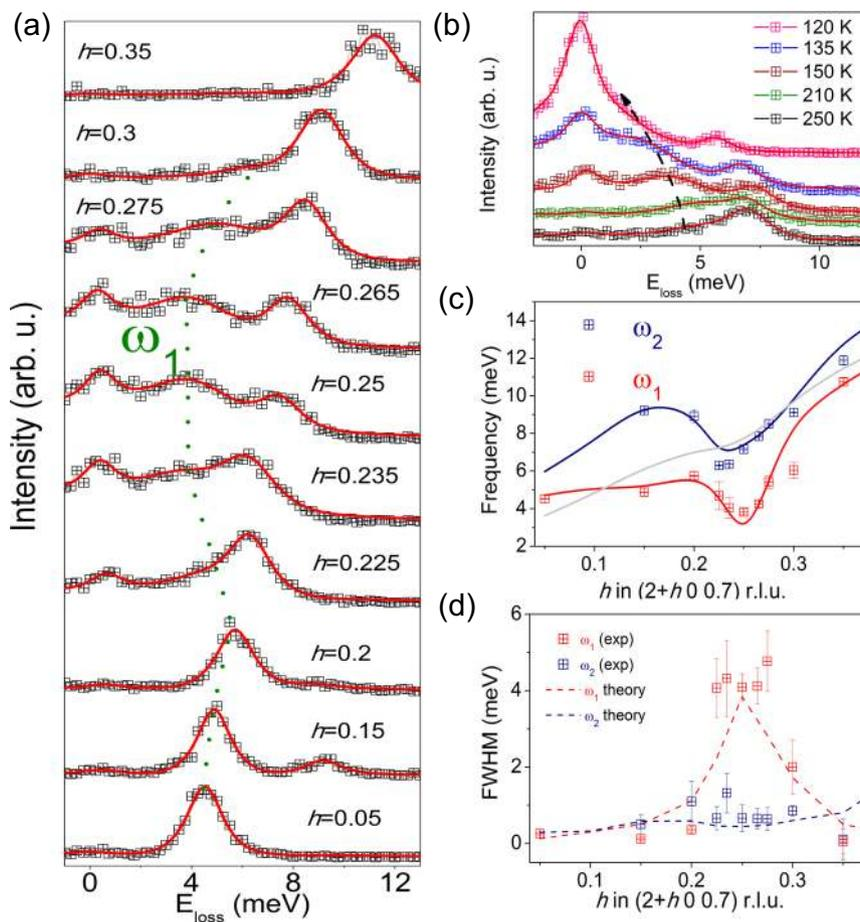 (a)
h=0.35
h=0.3
h=0.275
h=0.265
ω1
h=0.25
h=0.235
h=0.225
h=0.2
h=0.15
h=0.05
Intensity (arb. u.)
0 4 8 12
Eloss (meV)
(b)
120 K
135 K
150 K
210 K
250 K
Intensity (arb. u.)
0 5 10
Eloss (meV)
(c)
ω2
ω1
14
12
10
8
6
4
2
Frequency (meV)
0.1 0.2 0.3
h in (2+h 0 0.7) r.l.u.
(d)
ω1 (exp)
ω2 (exp)
ω1 theory
ω2 theory
6
4
2
0
FWHM (meV)
0.1 0.2 0.3
h in (2+h 0 0.7) r.l.u.